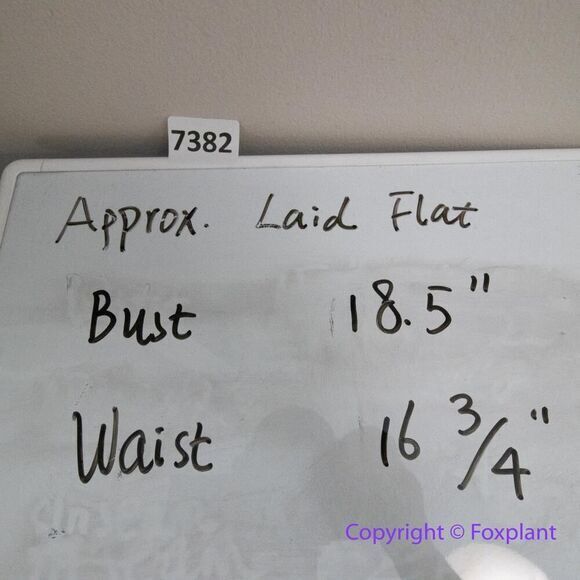 7382
Approx. Laid Flat
Bust 18.5"
Waist 16 3/4"
Copyright © Foxplant